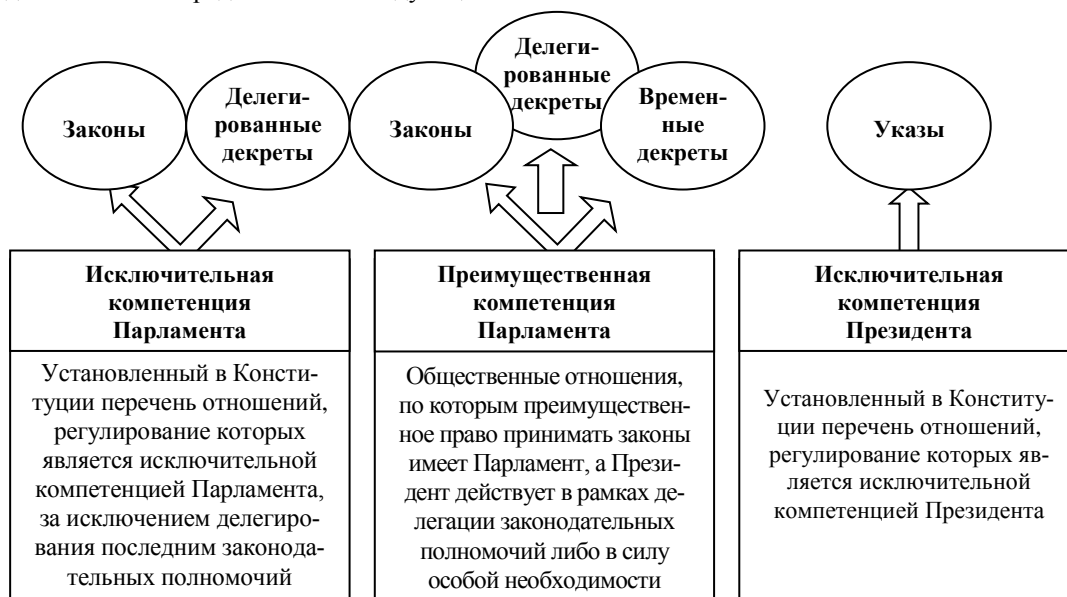 Законы
Делеги-
рованные
декреты
Законы
Делеги-
рованные
декреты
Времен-
ные
декреты
Указы
Исключительная
компетенция
Парламента
Установленный в Консти-
туции перечень отношений,
регулирование которых
является исключительной
компетенцией Парламента,
за исключением делегиро-
вания последним законода-
тельных полномочий
Преимущественная
компетенция
Парламента
Общественные отношения,
по которым преимуществен-
ное право принимать законы
имеет Парламент, а Прези-
дент действует в рамках де-
легации законодательных
полномочий либо в силу
особой необходимости
Исключительная
компетенция
Президента
Установленный в Конститу-
ции перечень отношений,
регулирование которых яв-
ляется исключительной
компетенцией Президента